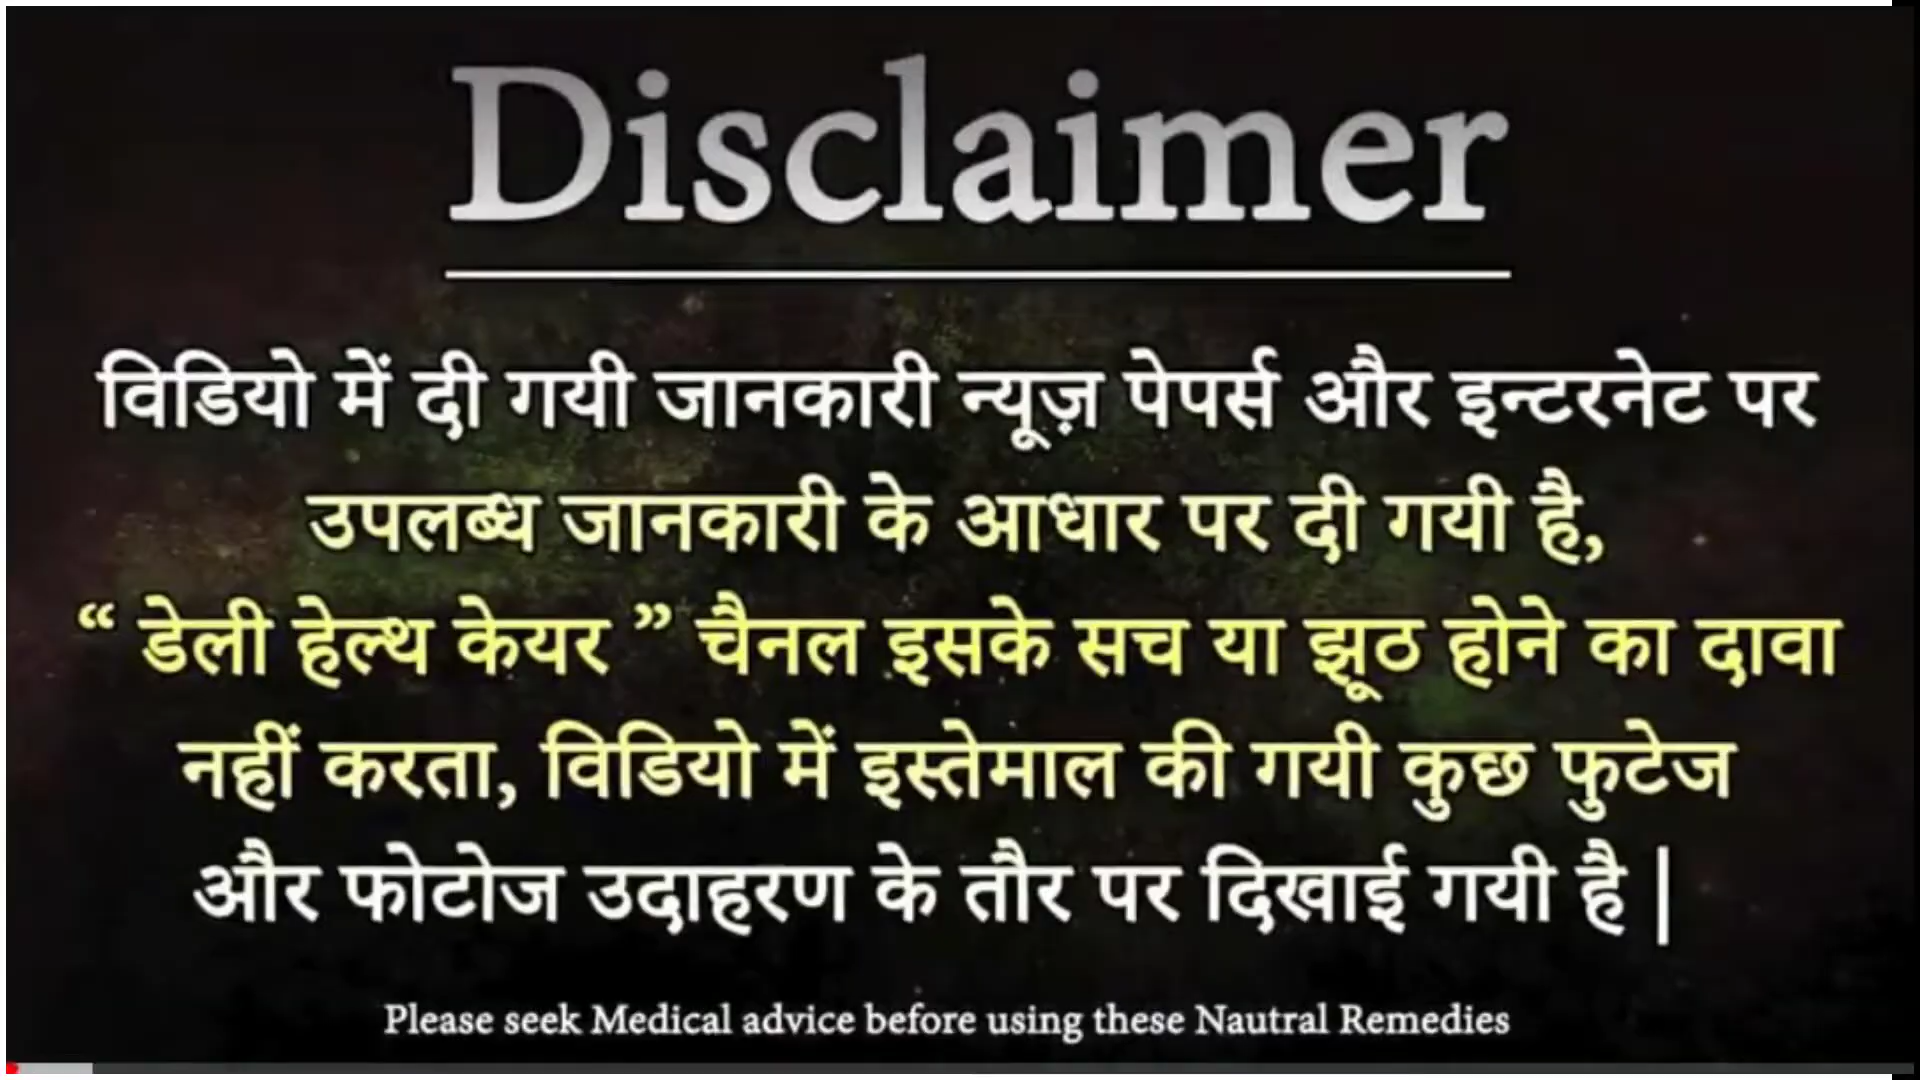 Disclaimer
विडियो में दी गयी जानकारी न्यूज़ पेपर्स और इन्टरनेट पर
उपलब्ध जानकारी के आधार पर दी गयी है,
“ डेली हेल्थ केयर ” चैनल इसके सच या झूठ होने का दावा
नहीं करता, विडियो में इस्तेमाल की गयी कुछ फुटेज
और फोटोज उदाहरण के तौर पर दिखाई गयी है |
Please seek Medical advice before using these Nautral Remedies